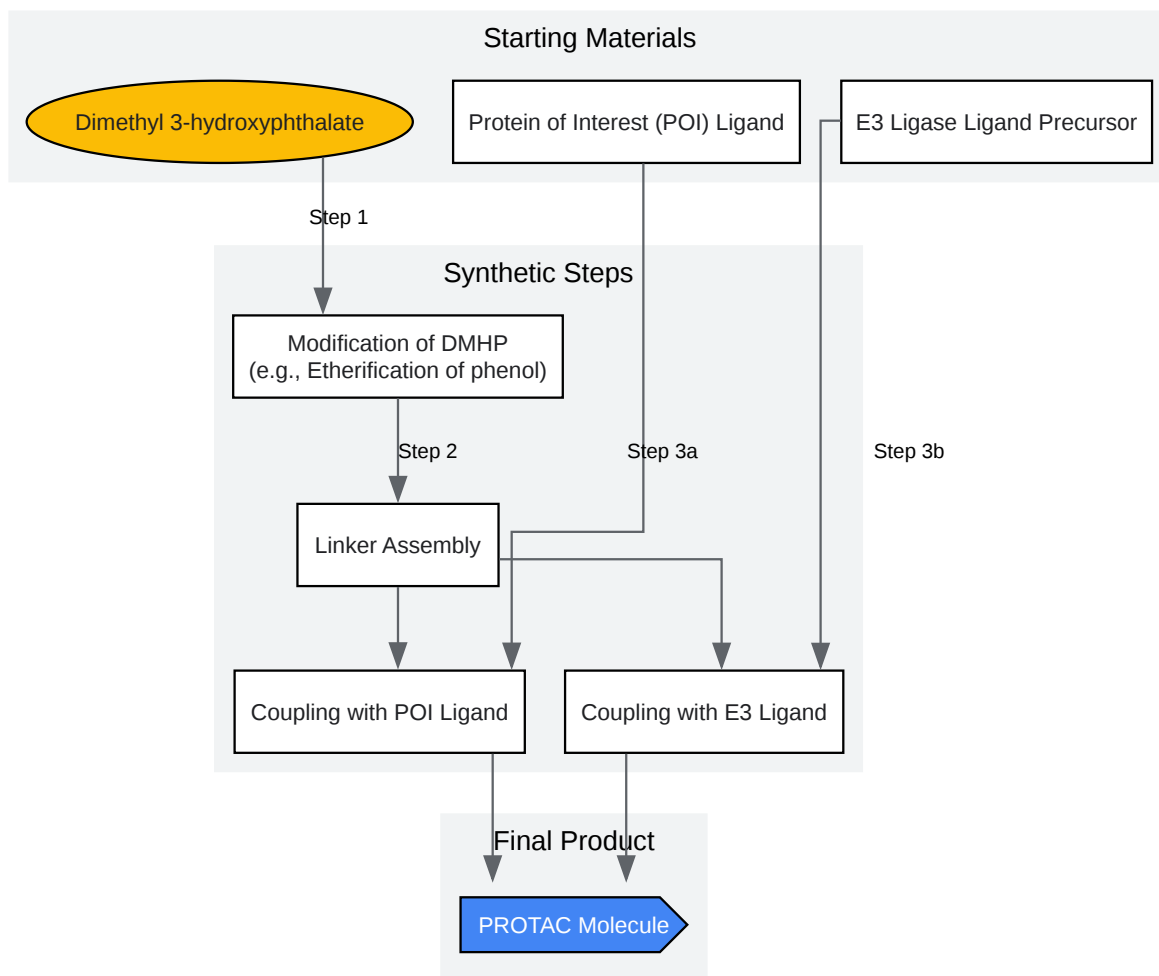 Starting Materials
Dimethyl 3-hydroxyphthalate
Protein of Interest (POI) Ligand
E3 Ligase Ligand Precursor
Step 1
Synthetic Steps
Modification of DMHP
(e.g., Etherification of phenol)
Step 2
Step 3a
Step 3b
Linker Assembly
Coupling with POI Ligand
Coupling with E3 Ligand
Final Product
PROTAC Molecule